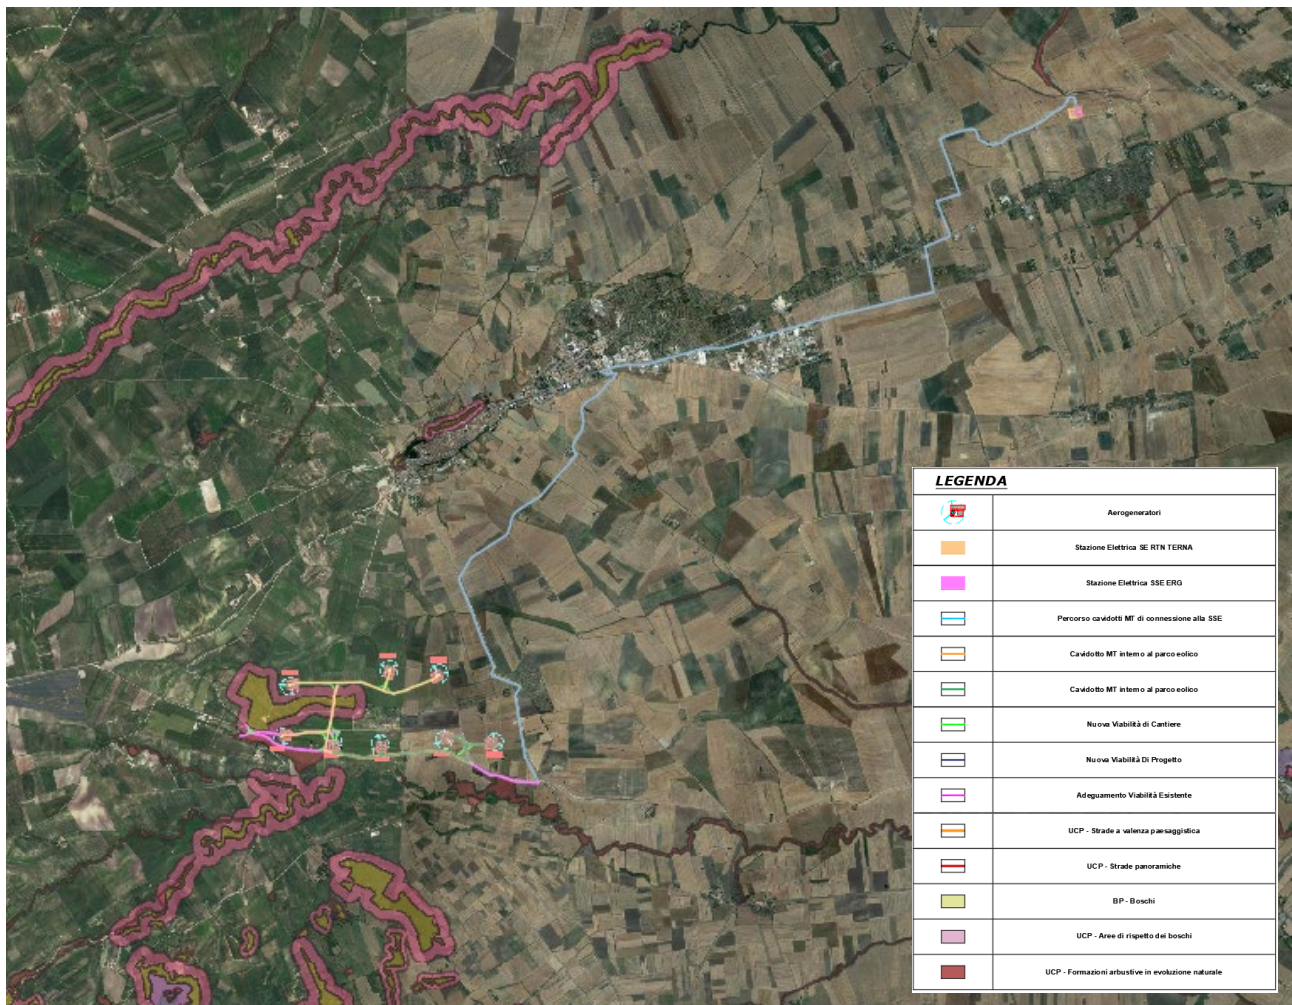 LEGENDA
Aerogeneratori
Stazione Elettrica SE RTN TERNA
Stazione Elettrica SSE ERG
Percorso cavidotti MT di connessione alla SSE
Cavidotto MT interno al parco eolico
Cavidotto MT interno al parco eolico
Nuova Viabilità di Cantiere
Nuova Viabilità Di Progetto
Adeguamento Viabilità Esistente
UCP - Strade a valenza paesaggistica
UCP - Strade panoramiche
BP - Boschi
UCP - Aree di rispetto dei boschi
UCP - Formazioni arbustive in evoluzione naturale